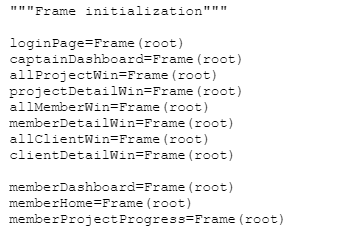 """Frame initialization"""
loginPage=Frame(root)
captainDashboard=Frame(root)
allProjectWin=Frame(root)
projectDetailWin=Frame(root)
allMemberWin=Frame(root)
memberDetailWin=Frame(root)
allClientWin=Frame(root)
clientDetailWin=Frame(root)
memberDashboard=Frame(root)
memberHome=Frame(root)
memberProjectProgress=Frame(root)